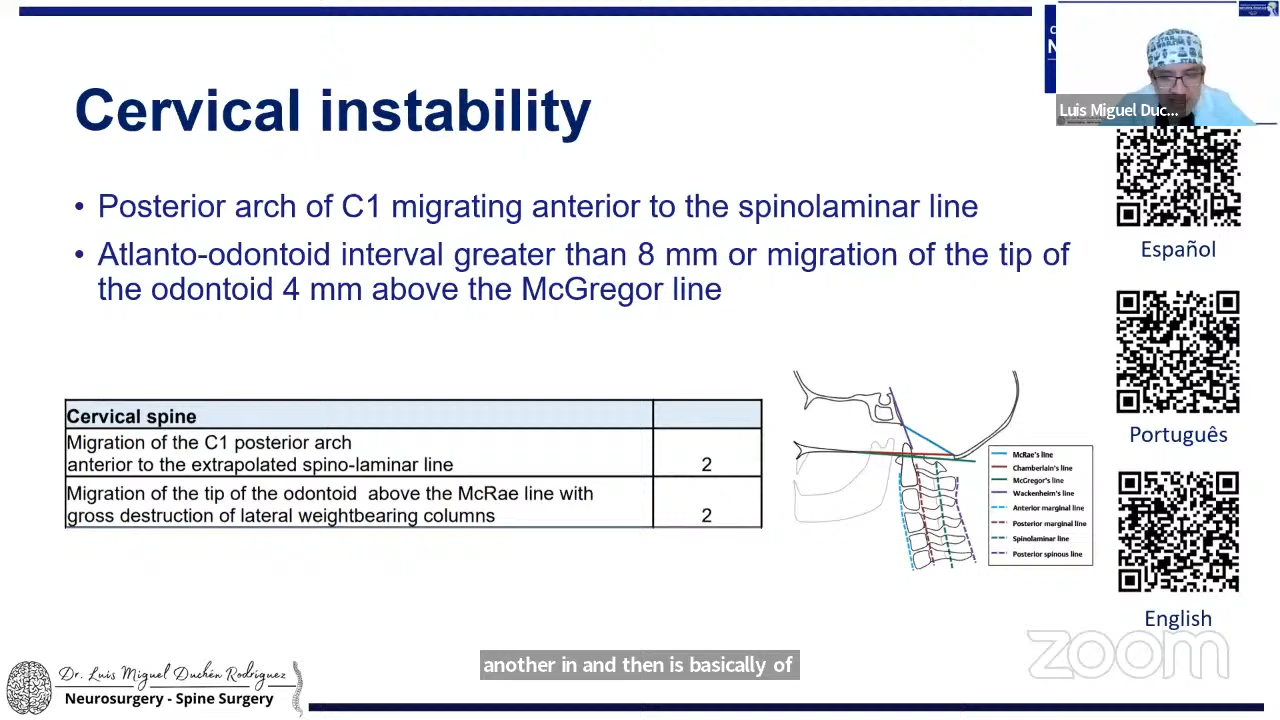 Cervical instability
• Posterior arch of C1 migrating anterior to the spinolaminar line
• Atlanto-odontoid interval greater than 8 mm or migration of the tip of
the odontoid 4 mm above the McGregor line
Cervical spine
Migration of the C1 posterior arch
anterior to the extrapolated spino-laminar line 2
Migration of the tip of the odontoid above the McRae line with
gross destruction of lateral weightbearing columns 2
McRae's line
Chamberlain's line
McGregor's line
Wackenheim's line
Anterior marginal line
Posterior marginal line
Spinolaminar line
Posterior spinous line
STAR WARS
Luis Miguel Duc...
Español
Português
English
zoom
another in and then is basically of
Dr. Luis Miguel Duchén Rodríguez
Neurosurgery - Spine Surgery